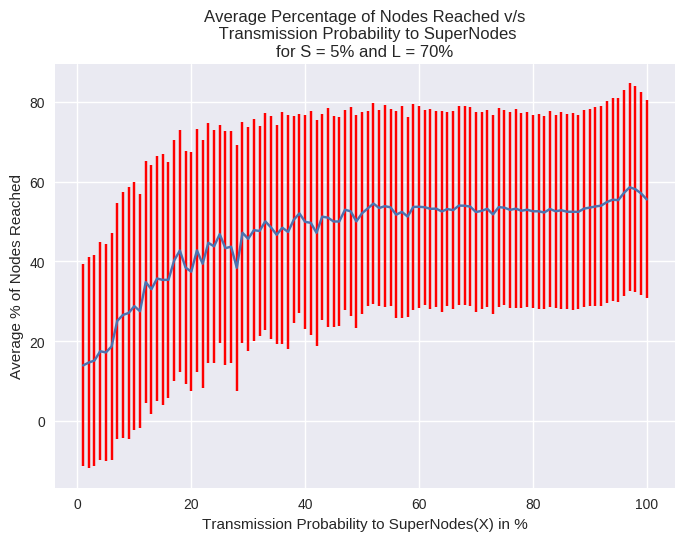 Average Percentage of Nodes Reached v/s
Transmission Probability to SuperNodes
for S = 5% and L = 70%
Average % of Nodes Reached
80
60
40
20
0
0 20 40 60 80 100
Transmission Probability to SuperNodes(X) in %